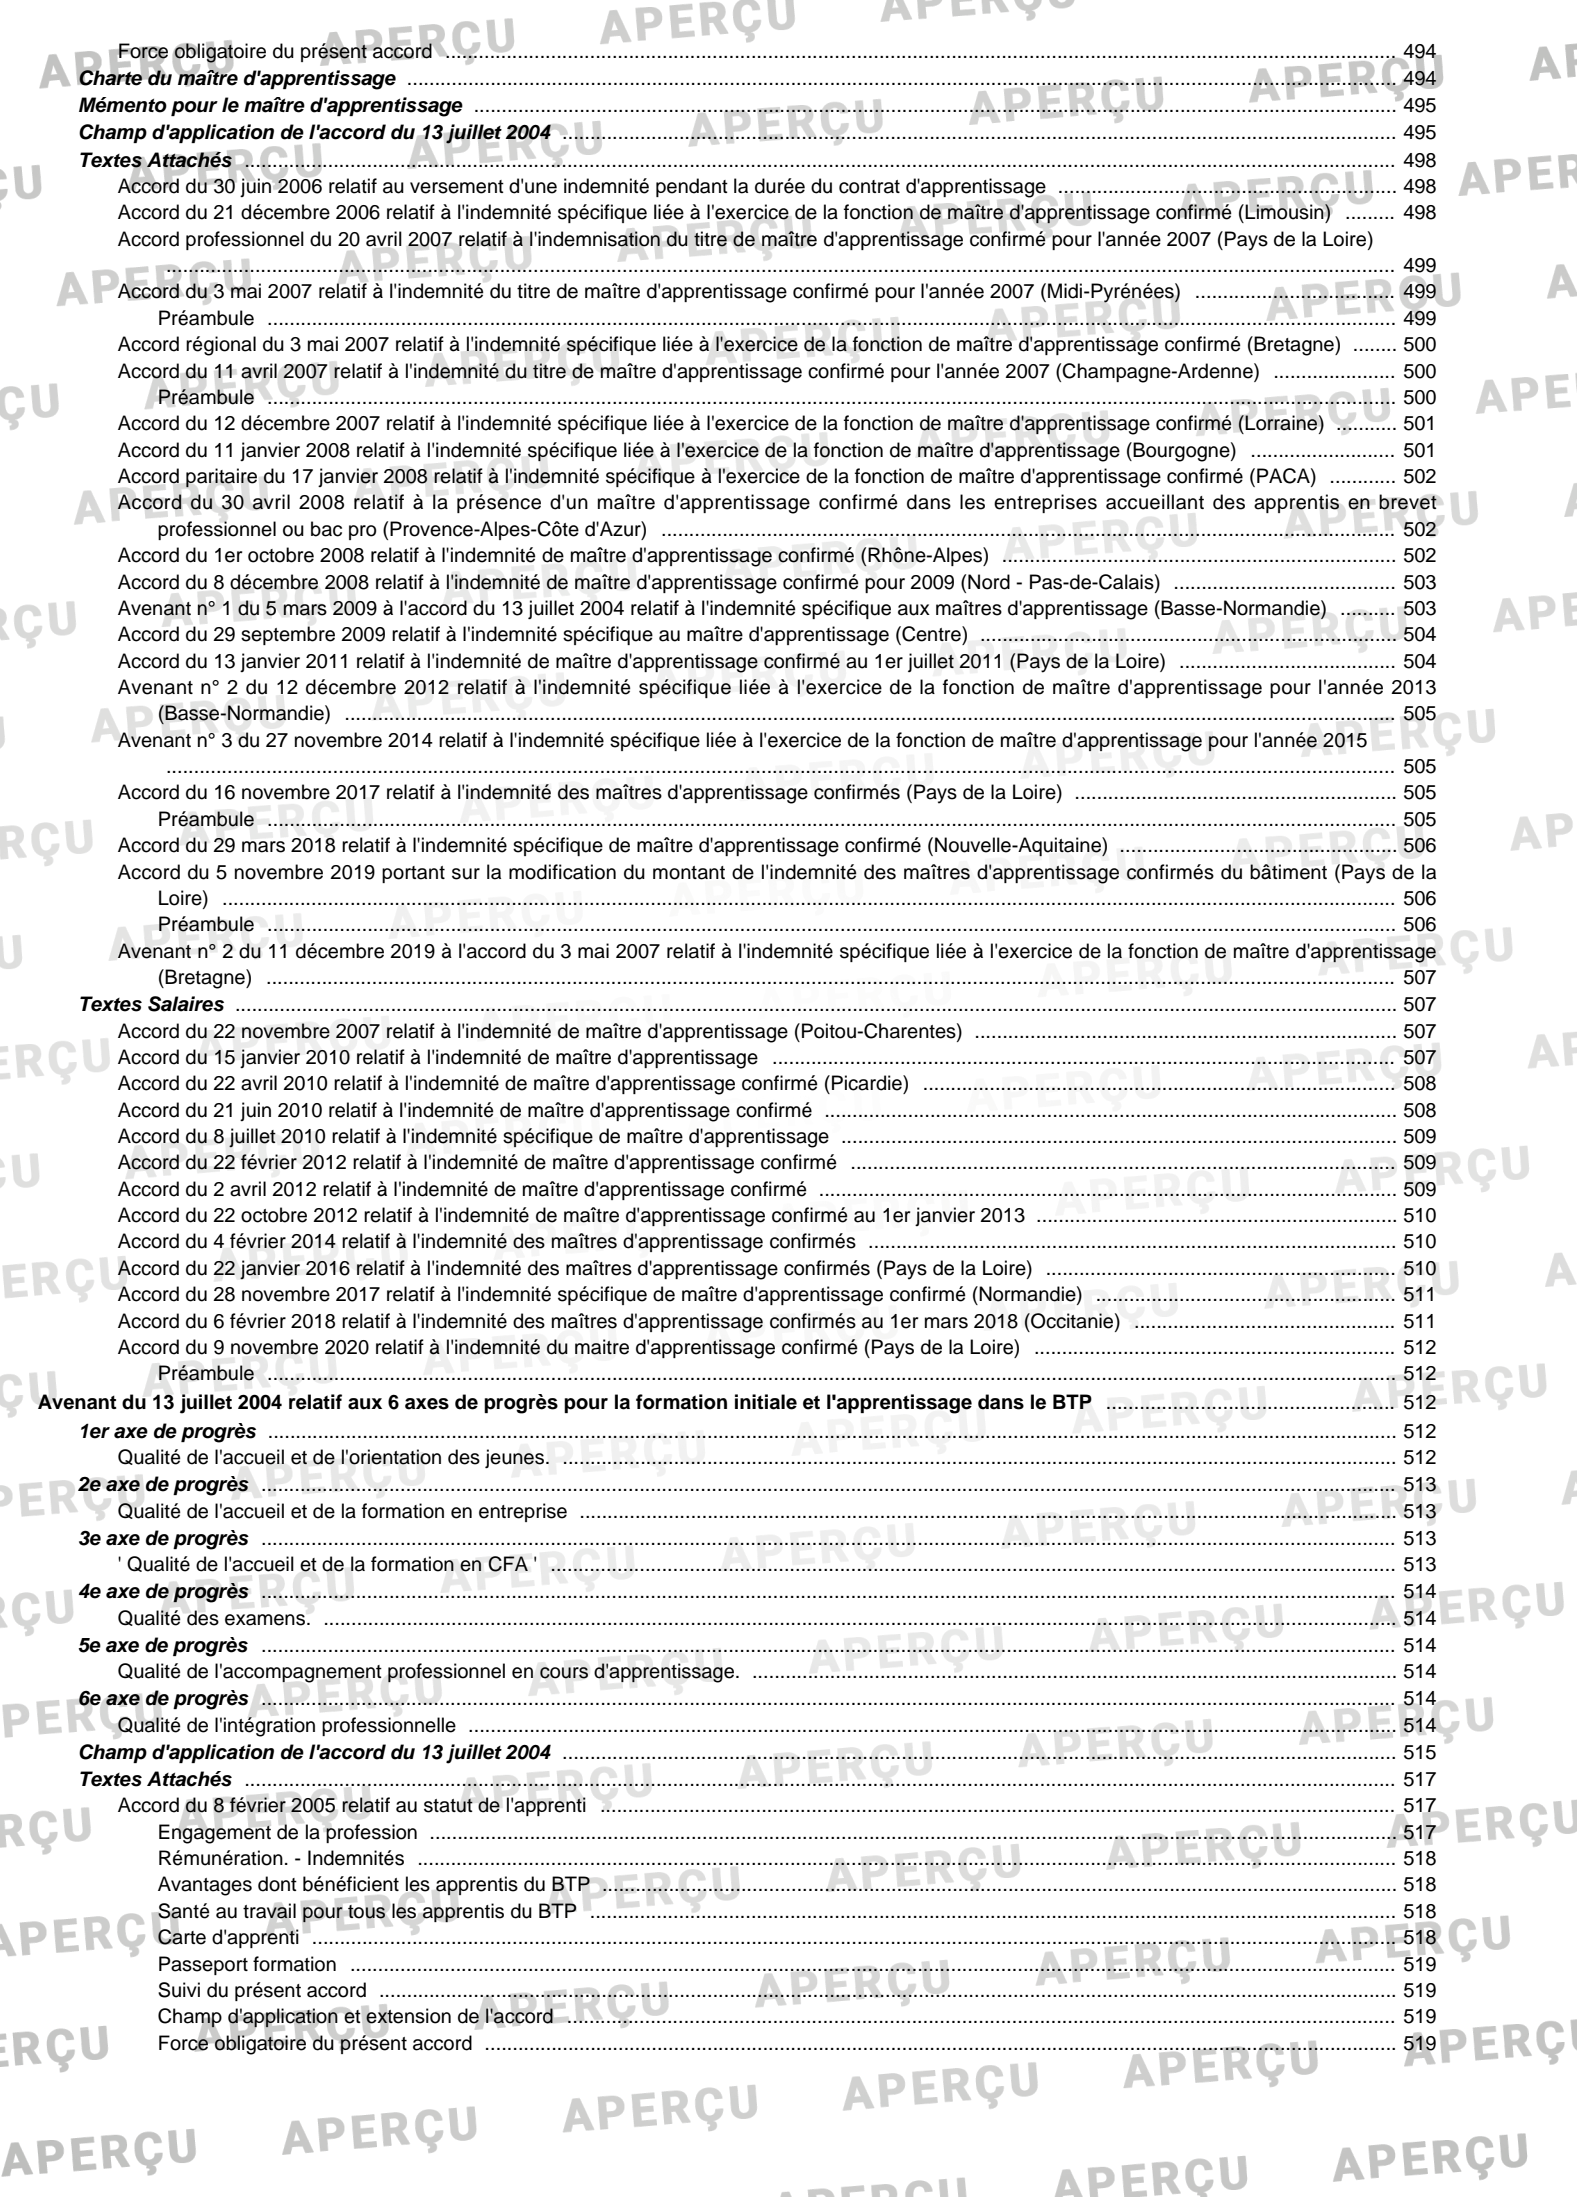 Force obligatoire du présent accord ... 494
Charte du maître d'apprentissage ... 494
Mémento pour le maître d'apprentissage ... 495
Champ d'application de l'accord du 13 juillet 2004 ... 495
Textes Attachés ... 498
Accord du 30 juin 2006 relatif au versement d'une indemnité pendant la durée du contrat d'apprentissage ... 498
Accord du 21 décembre 2006 relatif à l'indemnité spécifique liée à l'exercice de la fonction de maître d'apprentissage confirmé (Limousin) ... 498
Accord professionnel du 20 avril 2007 relatif à l'indemnisation du titre de maître d'apprentissage confirmé pour l'année 2007 (Pays de la Loire)
... 499
Accord du 3 mai 2007 relatif à l'indemnité du titre de maître d'apprentissage confirmé pour l'année 2007 (Midi-Pyrénées) ... 499
Préambule ... 499
Accord régional du 3 mai 2007 relatif à l'indemnité spécifique liée à l'exercice de la fonction de maître d'apprentissage confirmé (Bretagne) ... 500
Accord du 11 avril 2007 relatif à l'indemnité du titre de maître d'apprentissage confirmé pour l'année 2007 (Champagne-Ardenne) ... 500
Préambule ... 500
Accord du 12 décembre 2007 relatif à l'indemnité spécifique liée à l'exercice de la fonction de maître d'apprentissage confirmé (Lorraine) ... 501
Accord du 11 janvier 2008 relatif à l'indemnité spécifique liée à l'exercice de la fonction de maître d'apprentissage (Bourgogne) ... 501
Accord paritaire du 17 janvier 2008 relatif à l'indemnité spécifique à l'exercice de la fonction de maître d'apprentissage confirmé (PACA) ... 502
Accord du 30 avril 2008 relatif à la présence d'un maître d'apprentissage confirmé dans les entreprises accueillant des apprentis en brevet
professionnel ou bac pro (Provence-Alpes-Côte d'Azur) ... 502
Accord du 1er octobre 2008 relatif à l'indemnité de maître d'apprentissage confirmé (Rhône-Alpes) ... 502
Accord du 8 décembre 2008 relatif à l'indemnité de maître d'apprentissage confirmé pour 2009 (Nord - Pas-de-Calais) ... 503
Avenant n° 1 du 5 mars 2009 à l'accord du 13 juillet 2004 relatif à l'indemnité spécifique aux maîtres d'apprentissage (Basse-Normandie) ... 503
Accord du 29 septembre 2009 relatif à l'indemnité spécifique au maître d'apprentissage (Centre) ... 504
Accord du 13 janvier 2011 relatif à l'indemnité de maître d'apprentissage confirmé au 1er juillet 2011 (Pays de la Loire) ... 504
Avenant n° 2 du 12 décembre 2012 relatif à l'indemnité spécifique liée à l'exercice de la fonction de maître d'apprentissage pour l'année 2013
(Basse-Normandie) ... 505
Avenant n° 3 du 27 novembre 2014 relatif à l'indemnité spécifique liée à l'exercice de la fonction de maître d'apprentissage pour l'année 2015
... 505
Accord du 16 novembre 2017 relatif à l'indemnité des maîtres d'apprentissage confirmés (Pays de la Loire) ... 505
Préambule ... 505
Accord du 29 mars 2018 relatif à l'indemnité spécifique de maître d'apprentissage confirmé (Nouvelle-Aquitaine) ... 506
Accord du 5 novembre 2019 portant sur la modification du montant de l'indemnité des maîtres d'apprentissage confirmés du bâtiment (Pays de la
Loire) ... 506
Préambule ... 506
Avenant n° 2 du 11 décembre 2019 à l'accord du 3 mai 2007 relatif à l'indemnité spécifique liée à l'exercice de la fonction de maître d'apprentissage
(Bretagne) ... 507
Textes Salaires ... 507
Accord du 22 novembre 2007 relatif à l'indemnité de maître d'apprentissage (Poitou-Charentes) ... 507
Accord du 15 janvier 2010 relatif à l'indemnité de maître d'apprentissage ... 507
Accord du 22 avril 2010 relatif à l'indemnité de maître d'apprentissage confirmé (Picardie) ... 508
Accord du 21 juin 2010 relatif à l'indemnité de maître d'apprentissage confirmé ... 508
Accord du 8 juillet 2010 relatif à l'indemnité spécifique de maître d'apprentissage ... 509
Accord du 22 février 2012 relatif à l'indemnité de maître d'apprentissage confirmé ... 509
Accord du 2 avril 2012 relatif à l'indemnité de maître d'apprentissage confirmé ... 509
Accord du 22 octobre 2012 relatif à l'indemnité de maître d'apprentissage confirmé au 1er janvier 2013 ... 510
Accord du 4 février 2014 relatif à l'indemnité des maîtres d'apprentissage confirmés ... 510
Accord du 22 janvier 2016 relatif à l'indemnité des maîtres d'apprentissage confirmés (Pays de la Loire) ... 510
Accord du 28 novembre 2017 relatif à l'indemnité spécifique de maître d'apprentissage confirmé (Normandie) ... 511
Accord du 6 février 2018 relatif à l'indemnité des maîtres d'apprentissage confirmés au 1er mars 2018 (Occitanie) ... 511
Accord du 9 novembre 2020 relatif à l'indemnité du maitre d'apprentissage confirmé (Pays de la Loire) ... 512
Préambule ... 512
Avenant du 13 juillet 2004 relatif aux 6 axes de progrès pour la formation initiale et l'apprentissage dans le BTP ... 512
1er axe de progrès ... 512
Qualité de l'accueil et de l'orientation des jeunes. ... 512
2e axe de progrès ... 513
Qualité de l'accueil et de la formation en entreprise ... 513
3e axe de progrès ... 513
' Qualité de l'accueil et de la formation en CFA ' ... 513
4e axe de progrès ... 514
Qualité des examens. ... 514
5e axe de progrès ... 514
Qualité de l'accompagnement professionnel en cours d'apprentissage. ... 514
6e axe de progrès ... 514
Qualité de l'intégration professionnelle ... 514
Champ d'application de l'accord du 13 juillet 2004 ... 515
Textes Attachés ... 517
Accord du 8 février 2005 relatif au statut de l'apprenti ... 517
Engagement de la profession ... 517
Rémunération. - Indemnités ... 518
Avantages dont bénéficient les apprentis du BTP ... 518
Santé au travail pour tous les apprentis du BTP ... 518
Carte d'apprenti ... 518
Passeport formation ... 519
Suivi du présent accord ... 519
Champ d'application et extension de l'accord ... 519
Force obligatoire du présent accord ... 519
APERÇU